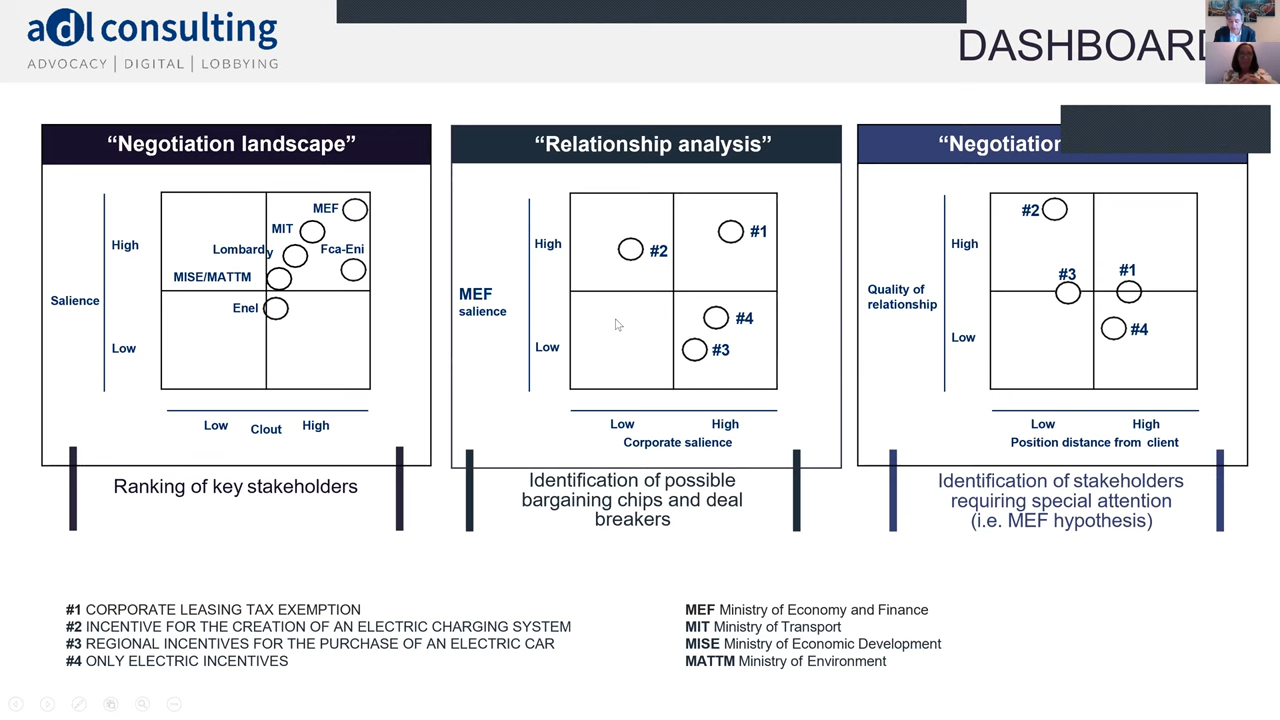 adl consulting
ADVOCACY | DIGITAL | LOBBYING
DASHBOARD
“Negotiation landscape”
Salience
High
Low
MEF
MIT
Lombardy
Fca-Eni
MISE/MATTM
Enel
Low
Clout
High
Ranking of key stakeholders
“Relationship analysis”
MEF
salience
High
Low
#1
#2
#4
#3
Low
High
Corporate salience
Identification of possible
bargaining chips and deal
breakers
“Negotiation
Quality of
relationship
High
Low
#2
#3
#1
#4
Low
High
Position distance from client
Identification of stakeholders
requiring special attention
(i.e. MEF hypothesis)
#1 CORPORATE LEASING TAX EXEMPTION
#2 INCENTIVE FOR THE CREATION OF AN ELECTRIC CHARGING SYSTEM
#3 REGIONAL INCENTIVES FOR THE PURCHASE OF AN ELECTRIC CAR
#4 ONLY ELECTRIC INCENTIVES
MEF Ministry of Economy and Finance
MIT Ministry of Transport
MISE Ministry of Economic Development
MATTM Ministry of Environment